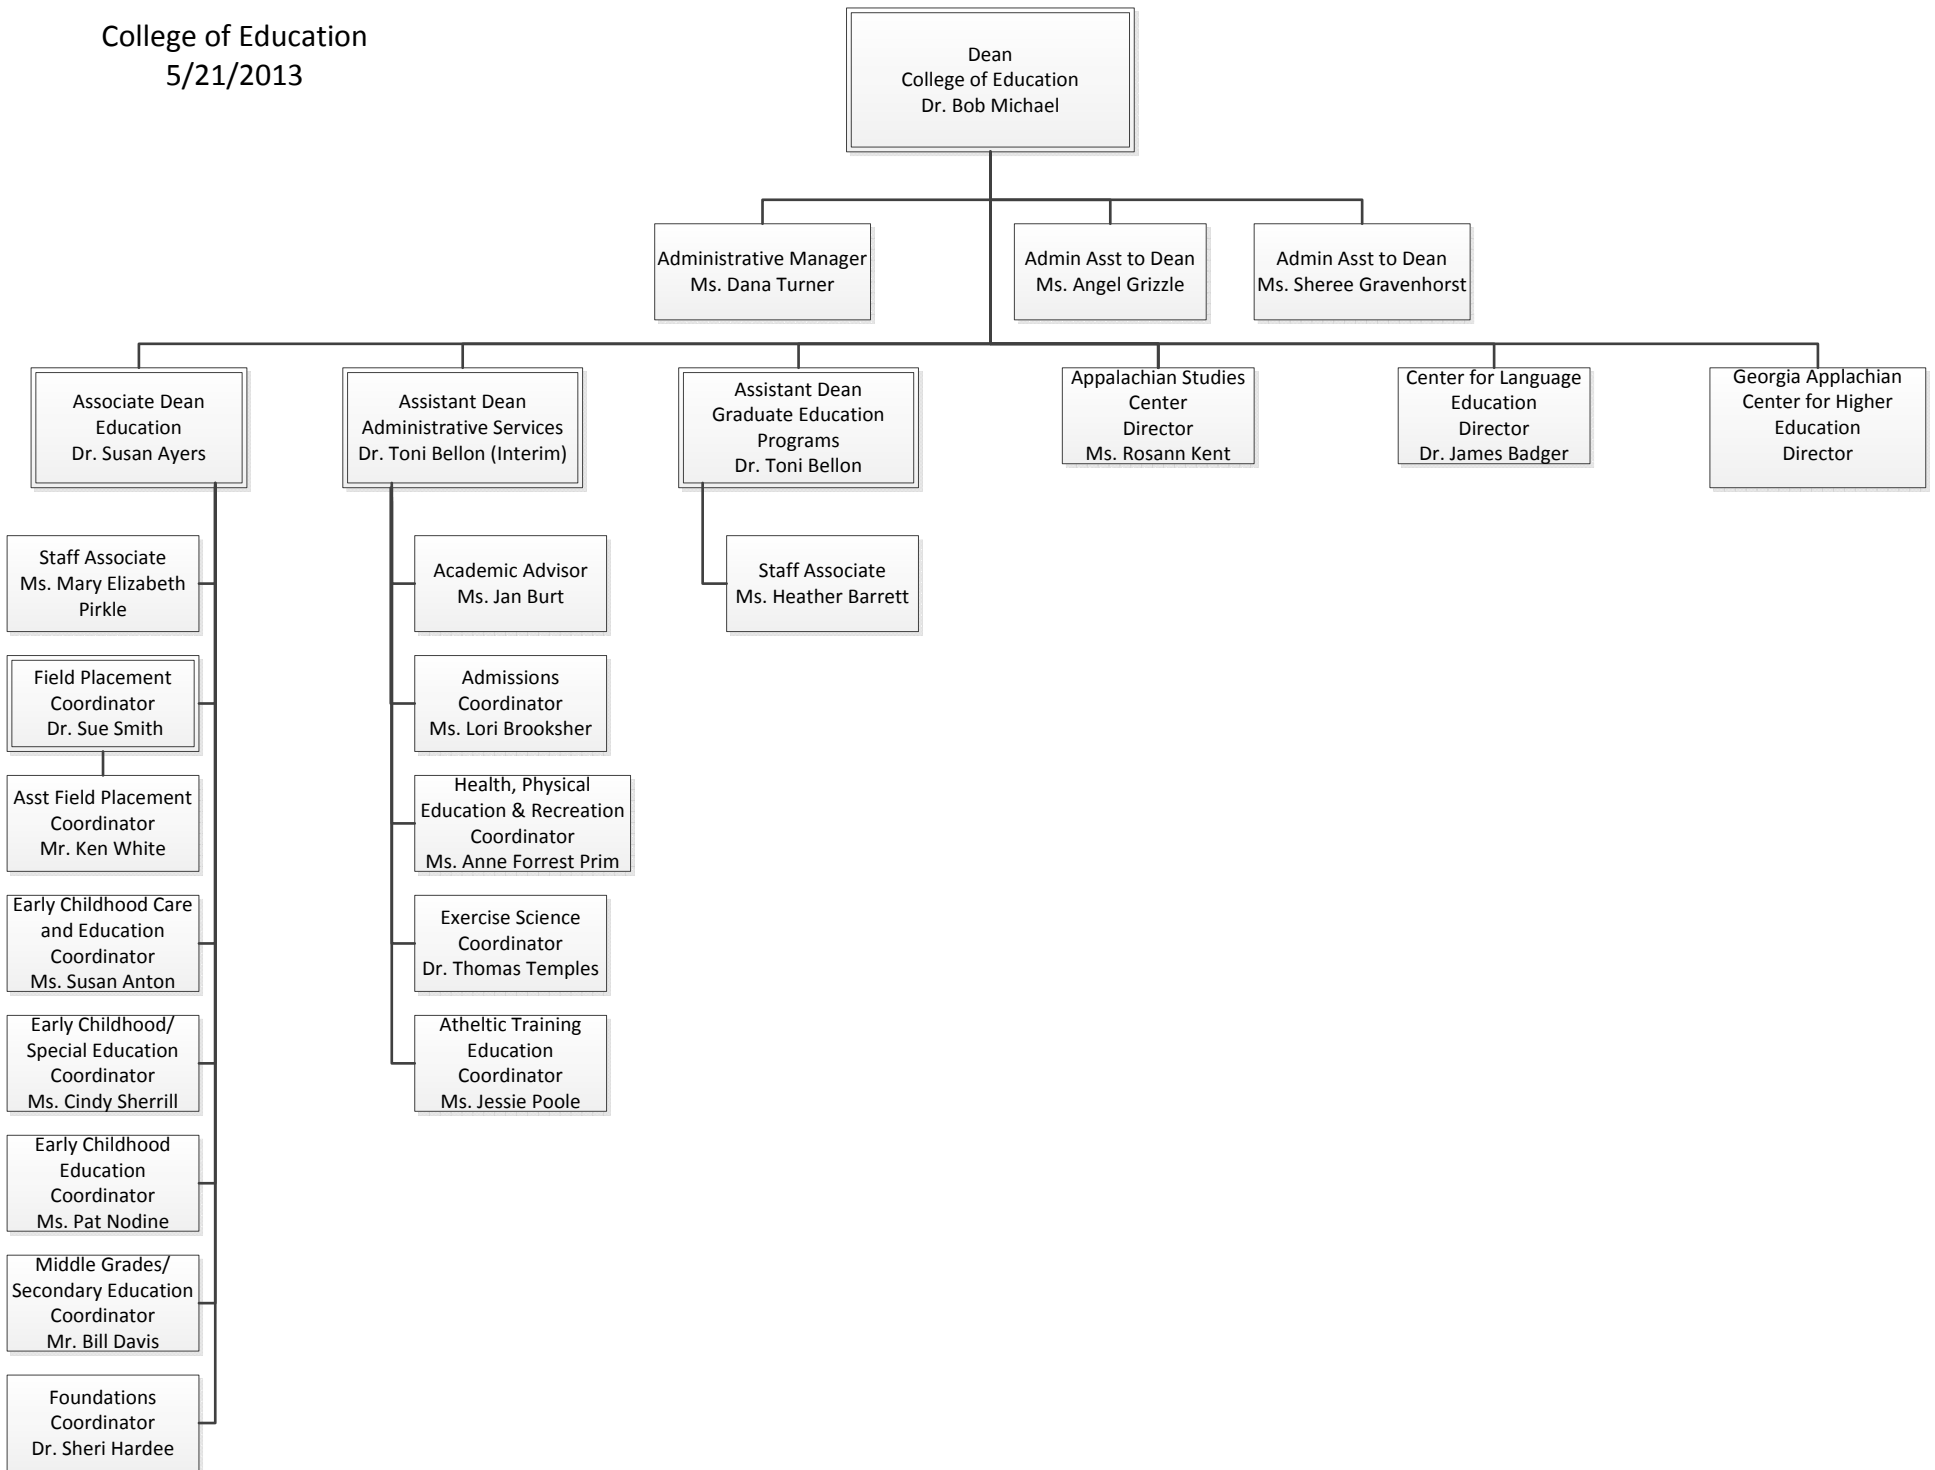 College of Education
5/21/2013
Dean
College of Education
Dr. Bob Michael
Administrative Manager
Ms. Dana Turner
Admin Asst to Dean
Ms. Angel Grizzle
Admin Asst to Dean
Ms. Sheree Gravenhorst
Associate Dean
Education
Dr. Susan Ayers
Assistant Dean
Administrative Services
Dr. Toni Bellon (Interim)
Assistant Dean
Graduate Education
Programs
Dr. Toni Bellon
Appalachian Studies
Center
Director
Ms. Rosann Kent
Center for Language
Education
Director
Dr. James Badger
Georgia Applachian
Center for Higher
Education
Director
Staff Associate
Ms. Mary Elizabeth
Pirkle
Field Placement
Coordinator
Dr. Sue Smith
Asst Field Placement
Coordinator
Mr. Ken White
Early Childhood Care
and Education
Coordinator
Ms. Susan Anton
Early Childhood/
Special Education
Coordinator
Ms. Cindy Sherrill
Early Childhood
Education
Coordinator
Ms. Pat Nodine
Middle Grades/
Secondary Education
Coordinator
Mr. Bill Davis
Foundations
Coordinator
Dr. Sheri Hardee
Academic Advisor
Ms. Jan Burt
Admissions
Coordinator
Ms. Lori Brooksher
Health, Physical
Education & Recreation
Coordinator
Ms. Anne Forrest Prim
Exercise Science
Coordinator
Dr. Thomas Temples
Atheltic Training
Education
Coordinator
Ms. Jessie Poole
Staff Associate
Ms. Heather Barrett